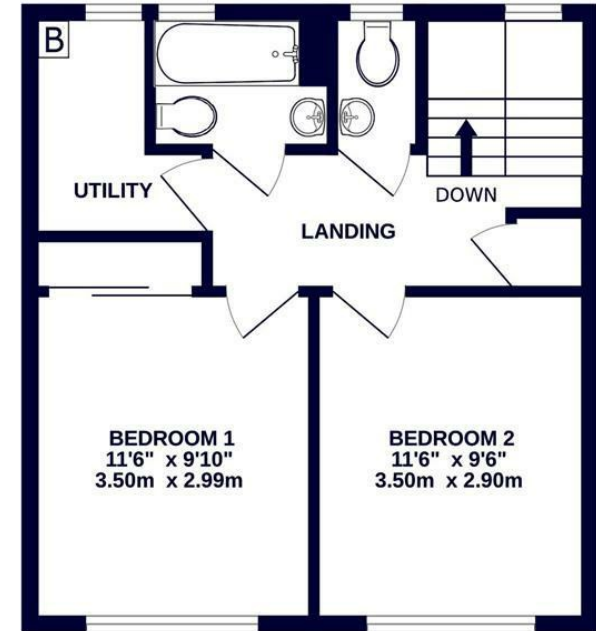 B
UTILITY
DOWN
LANDING
BEDROOM 1
11'6" x 9'10"
3.50m x 2.99m
BEDROOM 2
11'6" x 9'6"
3.50m x 2.90m